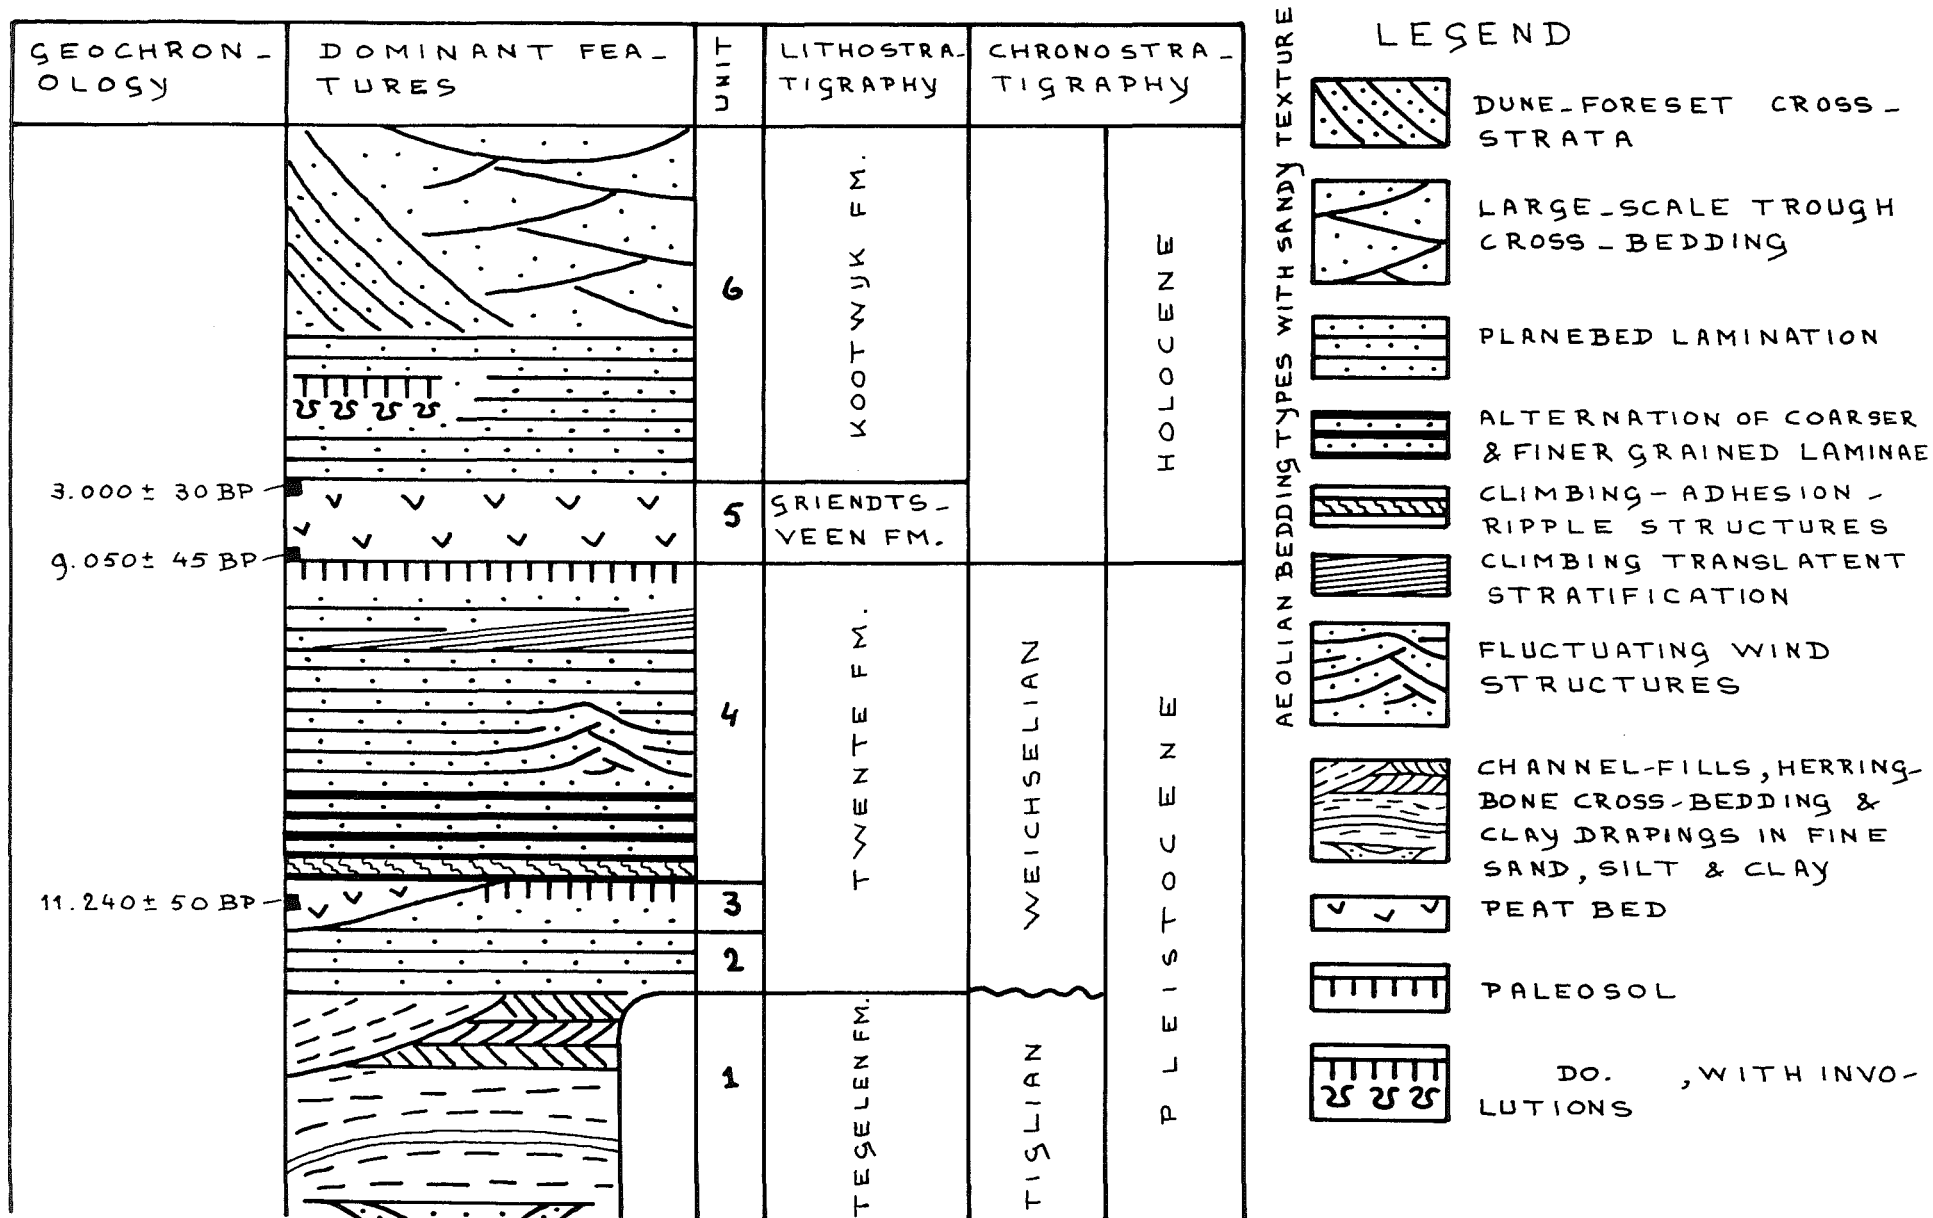 GEOCHRON-
OLOGY
DOMINANT FEA-
TURES
UNIT
LITHOSTRA-
TIGRAPHY
CHRONOSTRA-
TIGRAPHY
KOOTWIJK FM.
6
HOLOCENE
3.000 ± 30 BP
5
GRIENDTS-
VEEN FM.
9.050 ± 45 BP
4
TWENTE FM.
WEICHSELIAN
PLEISTOCENE
11.240 ± 50 BP
3
2
1
TEGELEN FM.
TIGLIAN
AEOLIAN BEDDING TYPES WITH SANDY TEXTURE
LEGEND
DUNE-FORESET CROSS-
STRATA
LARGE-SCALE TROUGH
CROSS-BEDDING
PLANEBED LAMINATION
ALTERNATION OF COARSER
& FINER GRAINED LAMINAE
CLIMBING-ADHESION-
RIPPLE STRUCTURES
CLIMBING TRANSLATENT
STRATIFICATION
FLUCTUATING WIND
STRUCTURES
CHANNEL-FILLS, HERRING-
BONE CROSS-BEDDING &
CLAY DRAPINGS IN FINE
SAND, SILT & CLAY
PEAT BED
PALEOSOL
DO. , WITH INVO-
LUTIONS